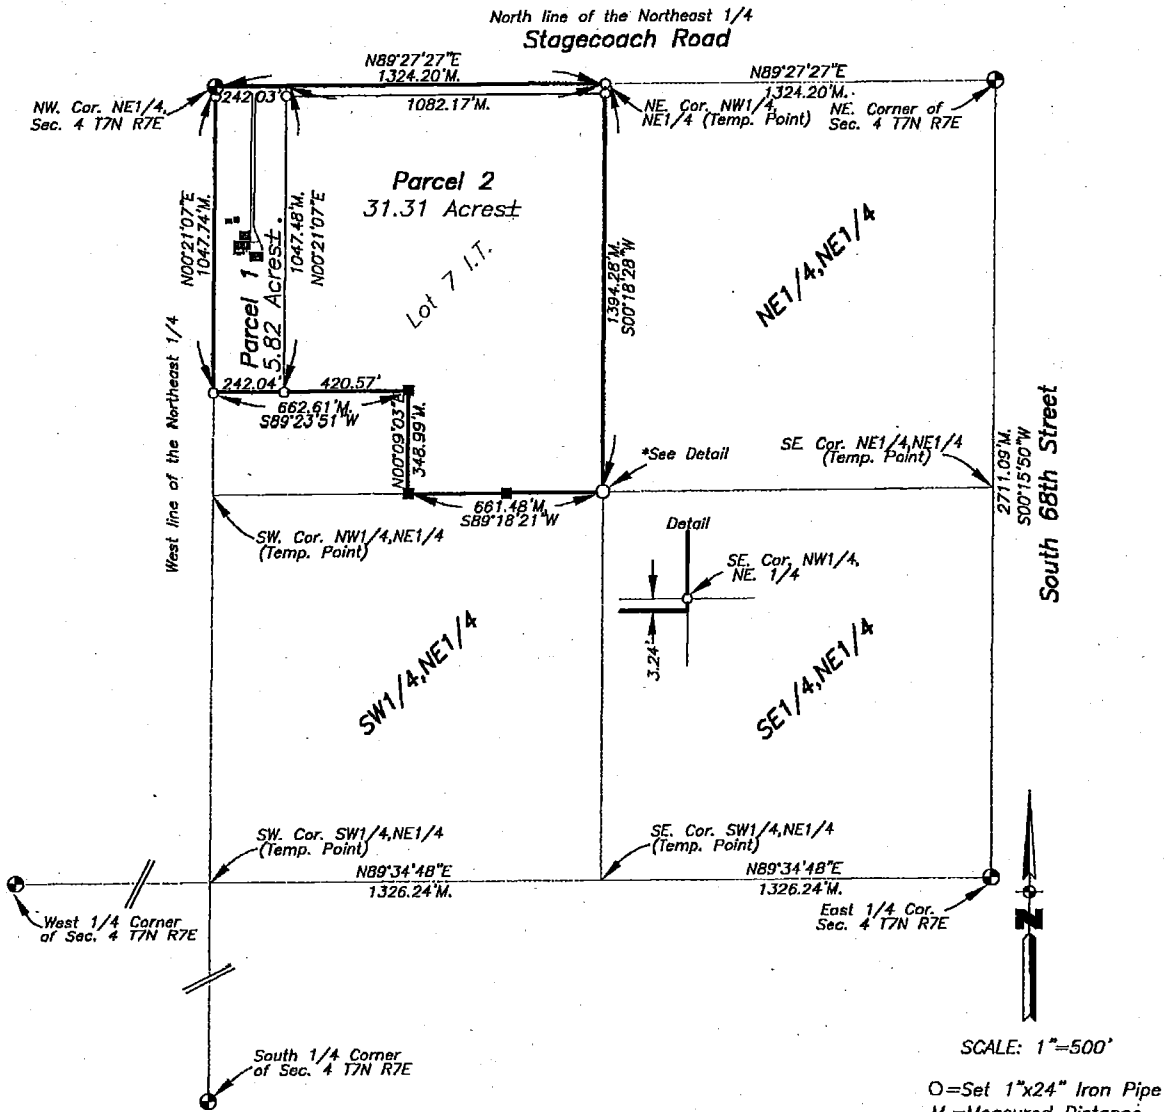 North line of the Northeast 1/4
Stagecoach Road
N89°27'27"E
1324.20'M.
N89°27'27"E
1324.20'M.
NW. Cor. NE1/4,
Sec. 4 T7N R7E
242.03'
1082.17'M.
NE. Cor. NW1/4,
NE1/4 (Temp. Point)
NE. Corner of
Sec. 4 T7N R7E
Parcel 2
31.31 Acres±
Lot 7 I.T.
N00°21'07"E
1047.74'M.
Parcel 1
5.82 Acres±.
1047.48'M.
N00°21'07"E
1394.28'M.
S00°18'28"W
NE1/4,NE1/4
West line of the Northeast 1/4
242.04'
420.57'
662.61'M.
S89°23'51"W
N00°09'03"E
348.99'M.
*See Detail
SE. Cor. NE1/4,NE1/4
(Temp. Point)
2711.09'M.
S00°15'50"W
South 68th Street
661.48'M.
S89°18'21"W
SW. Cor. NW1/4,NE1/4
(Temp. Point)
Detail
SE. Cor. NW1/4,
NE. 1/4
3.24'
SW1/4,NE1/4
SE1/4,NE1/4
SW. Cor. SW1/4,NE1/4
(Temp. Point)
SE. Cor. SW1/4,NE1/4
(Temp. Point)
N89°34'48"E
1326.24'M.
N89°34'48"E
1326.24'M.
West 1/4 Corner
of Sec. 4 T7N R7E
East 1/4 Cor.
Sec. 4 T7N R7E
N
South 1/4 Corner
of Sec. 4 T7N R7E
SCALE: 1"=500'
O=Set 1"x24" Iron Pipe
M.=Measured Distance